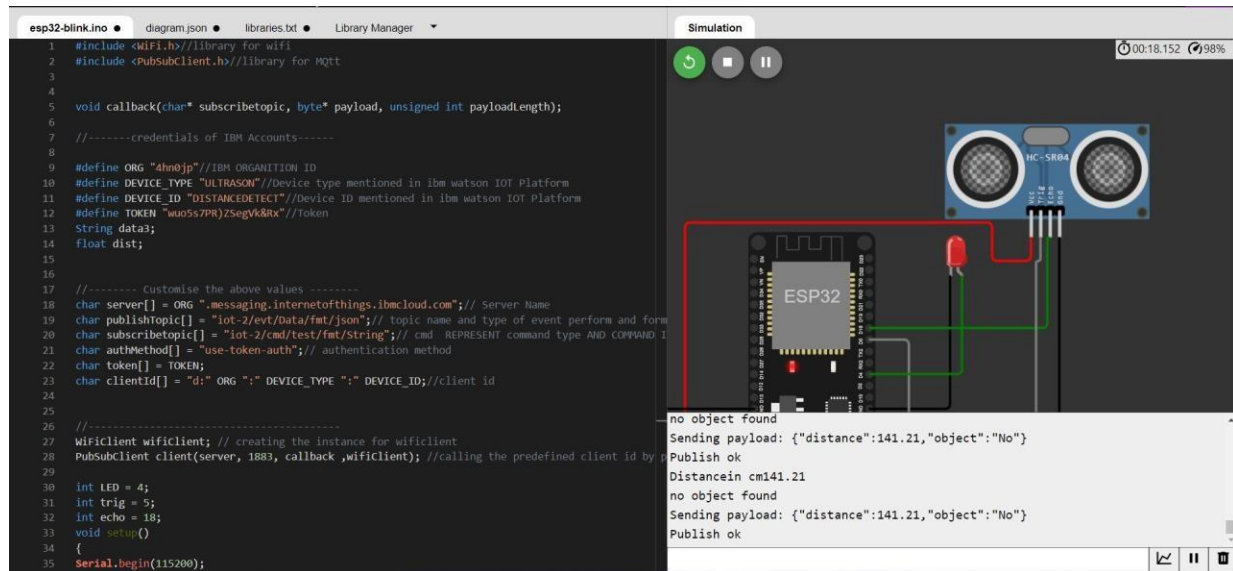 esp32-blink.ino ● diagram.json ● libraries.txt ● Library Manager ▼
Simulation
00:18.152 98%
1 #include <WiFi.h>//library for wifi
2 #include <PubSubClient.h>//library for MQtt
3
4
5 void callback(char* subscribetopic, byte* payload, unsigned int payloadLength);
6
7 //-------credentials of IBM Accounts------
8
9 #define ORG "4hn0jp"//IBM ORGANITION ID
10 #define DEVICE_TYPE "ULTRASON"//Device type mentioned in ibm watson IOT Platform
11 #define DEVICE_ID "DISTANCEDETECT"//Device ID mentioned in ibm watson IOT Platform
12 #define TOKEN "wuo5s7PR)ZSegVk&Rx"//Token
13 String data3;
14 float dist;
15
16
17 //-------- Customise the above values --------
18 char server[] = ORG ".messaging.internetofthings.ibmcloud.com";// Server Name
19 char publishTopic[] = "iot-2/evt/Data/fmt/json";// topic name and type of event perform and form
20 char subscribetopic[] = "iot-2/cmd/test/fmt/String";// cmd REPRESENT command type AND COMMAND I
21 char authMethod[] = "use-token-auth";// authentication method
22 char token[] = TOKEN;
23 char clientId[] = "d:" ORG ":" DEVICE_TYPE ":" DEVICE_ID;//client id
24
25
26 //-----------------------------------------
27 WiFiClient wifiClient; // creating the instance for wificlient
28 PubSubClient client(server, 1883, callback ,wifiClient); //calling the predefined client id by p
29
30 int LED = 4;
31 int trig = 5;
32 int echo = 18;
33 void setup()
34 {
35 Serial.begin(115200);
HC-SR04
Vcc
Trig
Echo
Gnd
ESP32
no object found
Sending payload: {"distance":141.21,"object":"No"}
Publish ok
Distancein cm141.21
no object found
Sending payload: {"distance":141.21,"object":"No"}
Publish ok